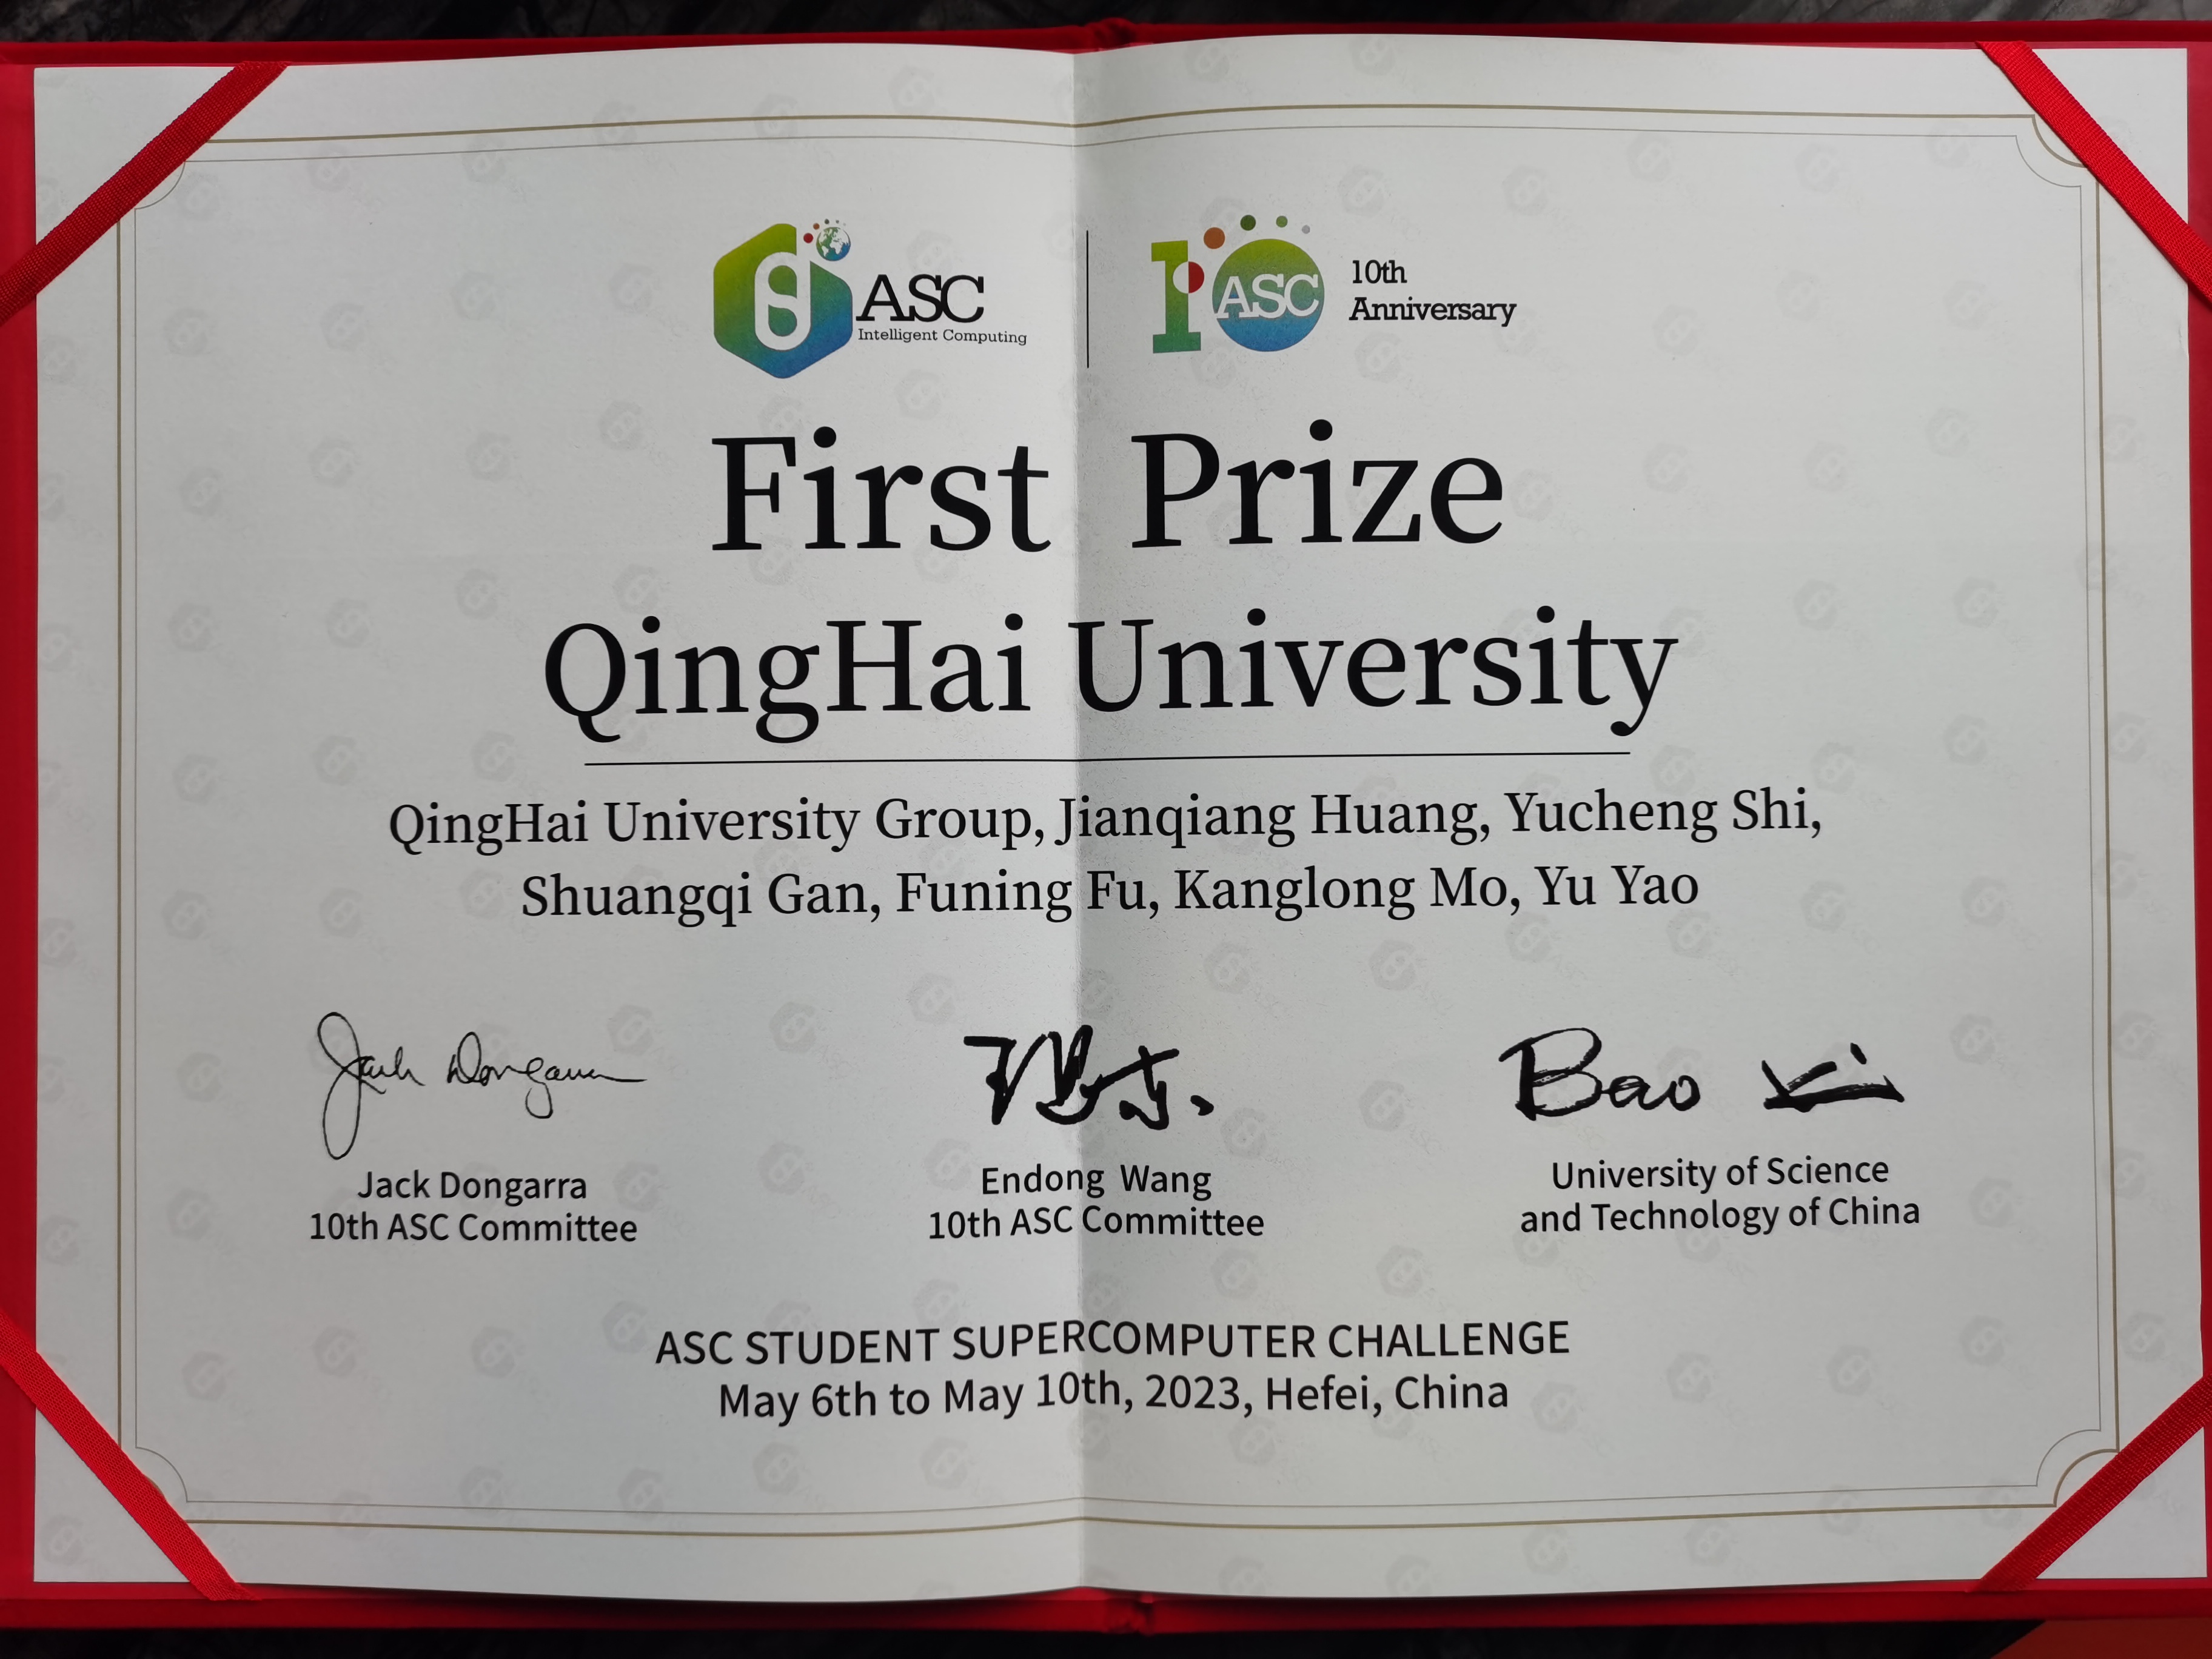 ASC
Intelligent Computing
10 ASC
10th
Anniversary
First Prize
QingHai University
QingHai University Group, Jianqiang Huang, Yucheng Shi,
Shuangqi Gan, Funing Fu, Kanglong Mo, Yu Yao
Jack Dongarra
Bao
Jack Dongarra
10th ASC Committee
Endong Wang
10th ASC Committee
University of Science
and Technology of China
ASC STUDENT SUPERCOMPUTER CHALLENGE
May 6th to May 10th, 2023, Hefei, China